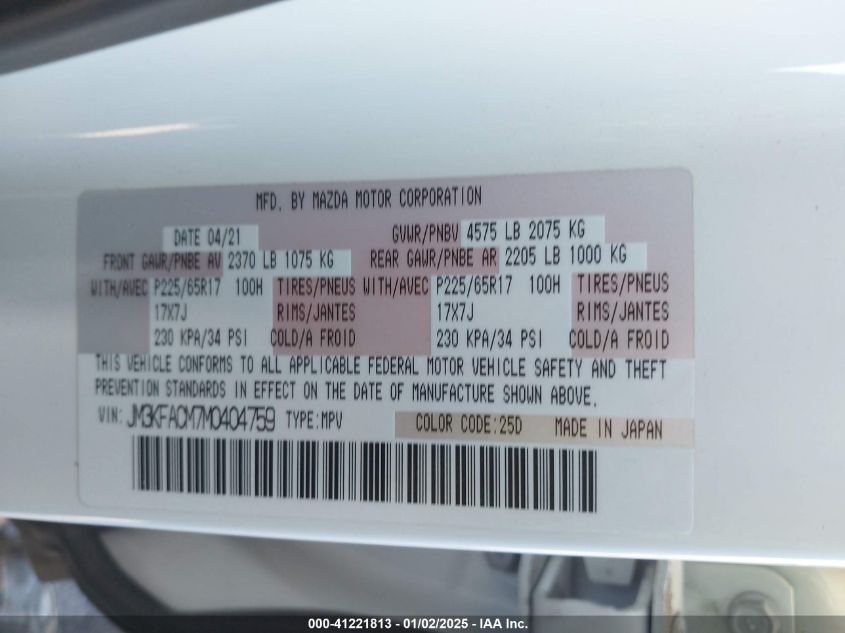 MFD. BY MAZDA MOTOR CORPORATION
DATE 04/21 GVWR/PNBV 4575 LB 2075 KG
FRONT GAWR/PNBE AV 2370 LB 1075 KG REAR GAWR/PNBE AR 2205 LB 1000 KG
WITH/AVEC P225/65R17 100H TIRES/PNEUS WITH/AVEC P225/65R17 100H TIRES/PNEUS
17X7J RIMS/JANTES 17X7J RIMS/JANTES
230 KPA/34 PSI COLD/A FROID 230 KPA/34 PSI COLD/A FROID
THIS VEHICLE CONFORMS TO ALL APPLICABLE FEDERAL MOTOR VEHICLE SAFETY AND THEFT
PREVENTION STANDARDS IN EFFECT ON THE DATE OF MANUFACTURE SHOWN ABOVE.
VIN: JM3KFACM7M0404759 TYPE:MPV COLOR CODE:25D MADE IN JAPAN
000-41221813 - 01/02/2025 - IAA Inc.